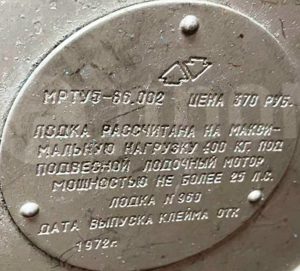 МРТУ5-66.002 ЦЕНА 370 РУБ.
ЛОДКА РАССЧИТАНА НА МАКСИ-
МАЛЬНУЮ НАГРУЗКУ 400 КГ. ПОД
ПОДВЕСНОЙ ЛОДОЧНЫЙ МОТОР
МОЩНОСТЬЮ НЕ БОЛЕЕ 25 Л.С.
ЛОДКА N 960
ДАТА ВЫПУСКА КЛЕЙМА ОТК
1972г.